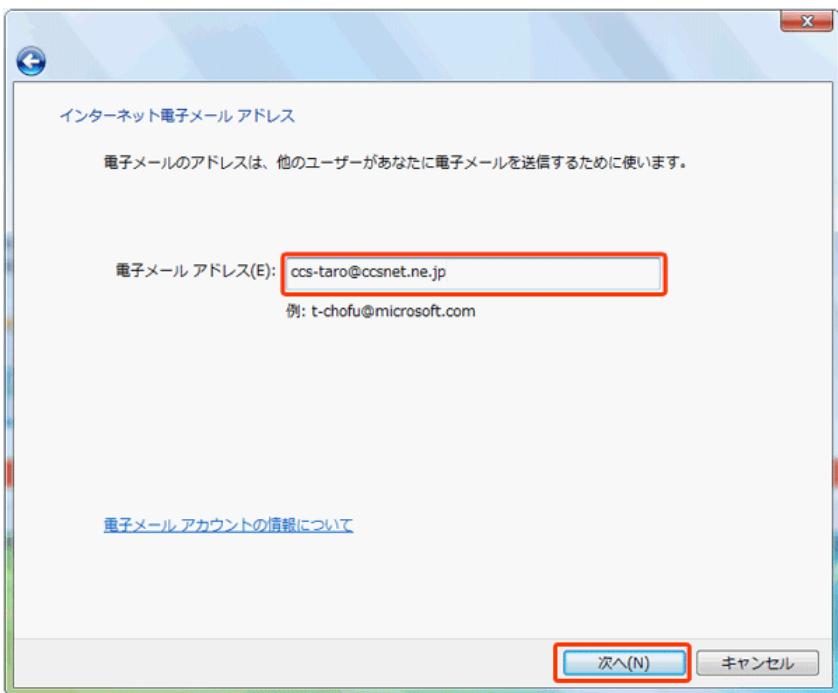 インターネット電子メール アドレス
電子メールのアドレスは、他のユーザーがあなたに電子メールを送信するために使います。
電子メール アドレス(E): ccs-taro@ccsnet.ne.jp
例: t-chofu@microsoft.com
電子メール アカウントの情報について
次へ(N) キャンセル